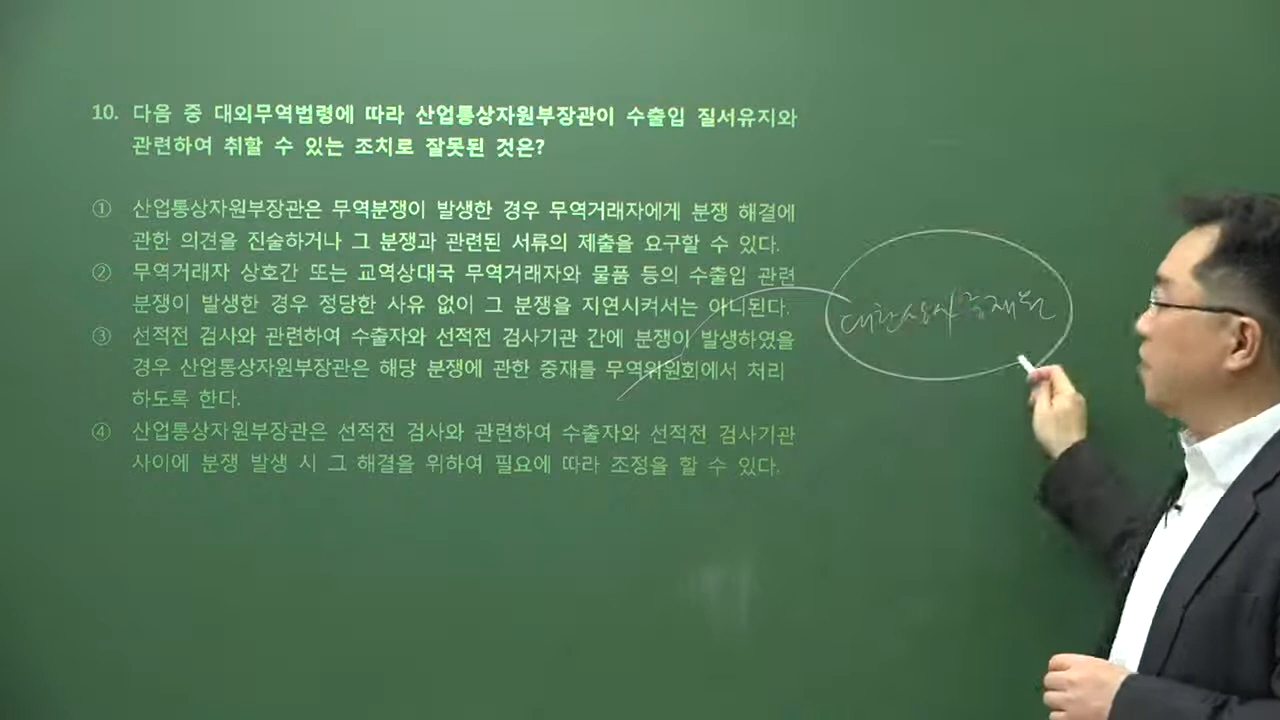 10. 다음 중 대외무역법령에 따라 산업통상자원부장관이 수출입 질서유지와
관련하여 취할 수 있는 조치로 잘못된 것은?
① 산업통상자원부장관은 무역분쟁이 발생한 경우 무역거래자에게 분쟁 해결에
관한 의견을 진술하거나 그 분쟁과 관련된 서류의 제출을 요구할 수 있다.
② 무역거래자 상호간 또는 교역상대국 무역거래자와 물품 등의 수출입 관련
분쟁이 발생한 경우 정당한 사유 없이 그 분쟁을 지연시켜서는 아니된다.
③ 선적전 검사와 관련하여 수출자와 선적전 검사기관 간에 분쟁이 발생하였을
경우 산업통상자원부장관은 해당 분쟁에 관한 중재를 무역위원회에서 처리
하도록 한다.
④ 산업통상자원부장관은 선적전 검사와 관련하여 수출자와 선적전 검사기관
사이에 분쟁 발생 시 그 해결을 위하여 필요에 따라 조정을 할 수 있다.
대한상사중재원